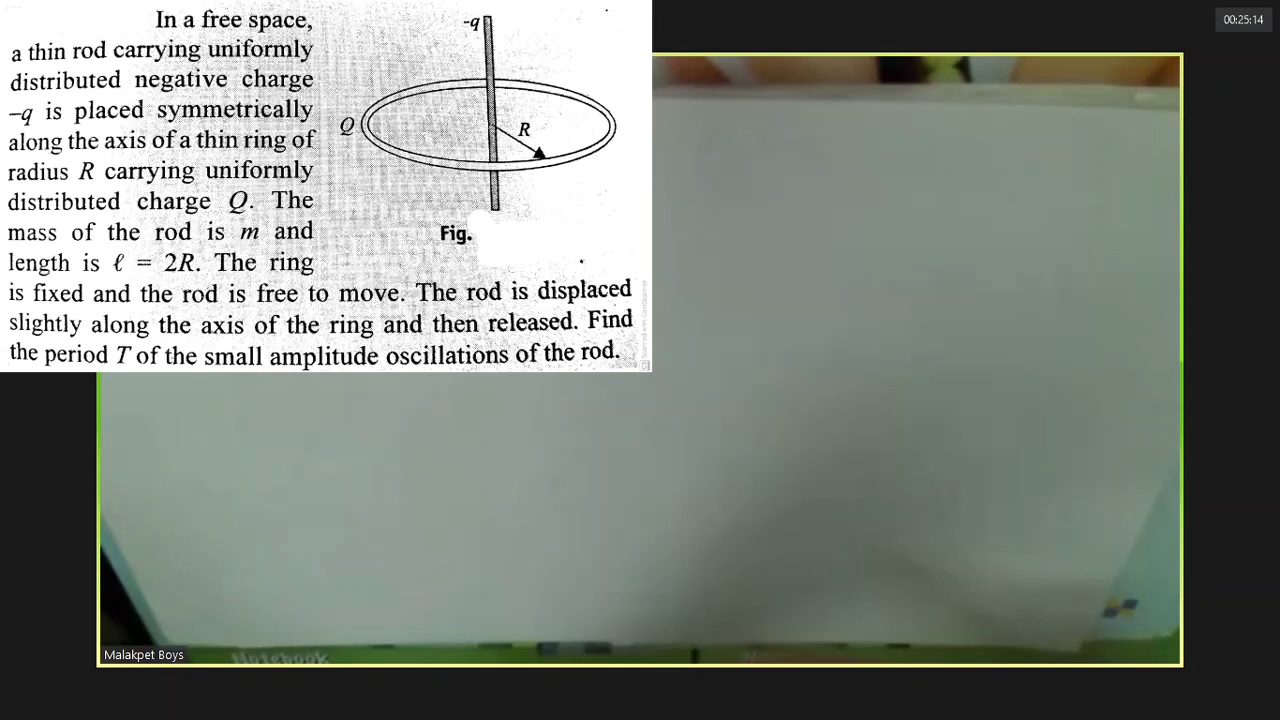 00:25:14
In a free space,
a thin rod carrying uniformly
distributed negative charge
–q is placed symmetrically
along the axis of a thin ring of
radius R carrying uniformly
distributed charge Q. The
mass of the rod is m and
length is ℓ = 2R. The ring
is fixed and the rod is free to move. The rod is displaced
slightly along the axis of the ring and then released. Find
the period T of the small amplitude oscillations of the rod.
-q
Q
R
Fig.
Malakpet Boys
Notebook